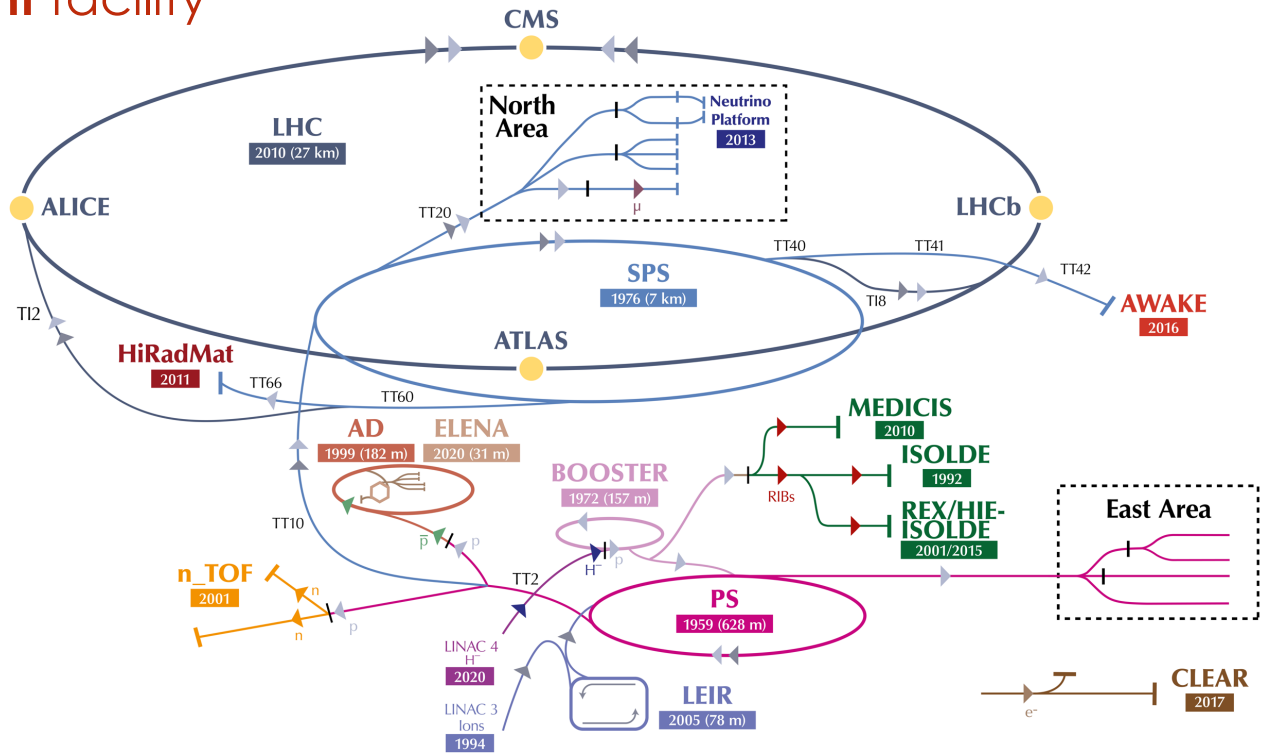 facility
CMS
North
Area
Neutrino
Platform
2013
LHC
2010 (27 km)
ALICE
LHCb
TT20
μ
TT40
TT41
TT42
SPS
1976 (7 km)
TI8
AWAKE
2016
TI2
ATLAS
HiRadMat
2011
TT66
TT60
AD
1999 (182 m)
ELENA
2020 (31 m)
MEDICIS
2010
BOOSTER
1972 (157 m)
ISOLDE
1992
RIBs
REX/HIE-
ISOLDE
2001/2015
East Area
TT10
p̅
p
H⁻
p
TT2
n_TOF
2001
n
n
p
PS
1959 (628 m)
LINAC 4
H⁻
2020
LINAC 3
Ions
1994
LEIR
2005 (78 m)
CLEAR
2017
e-